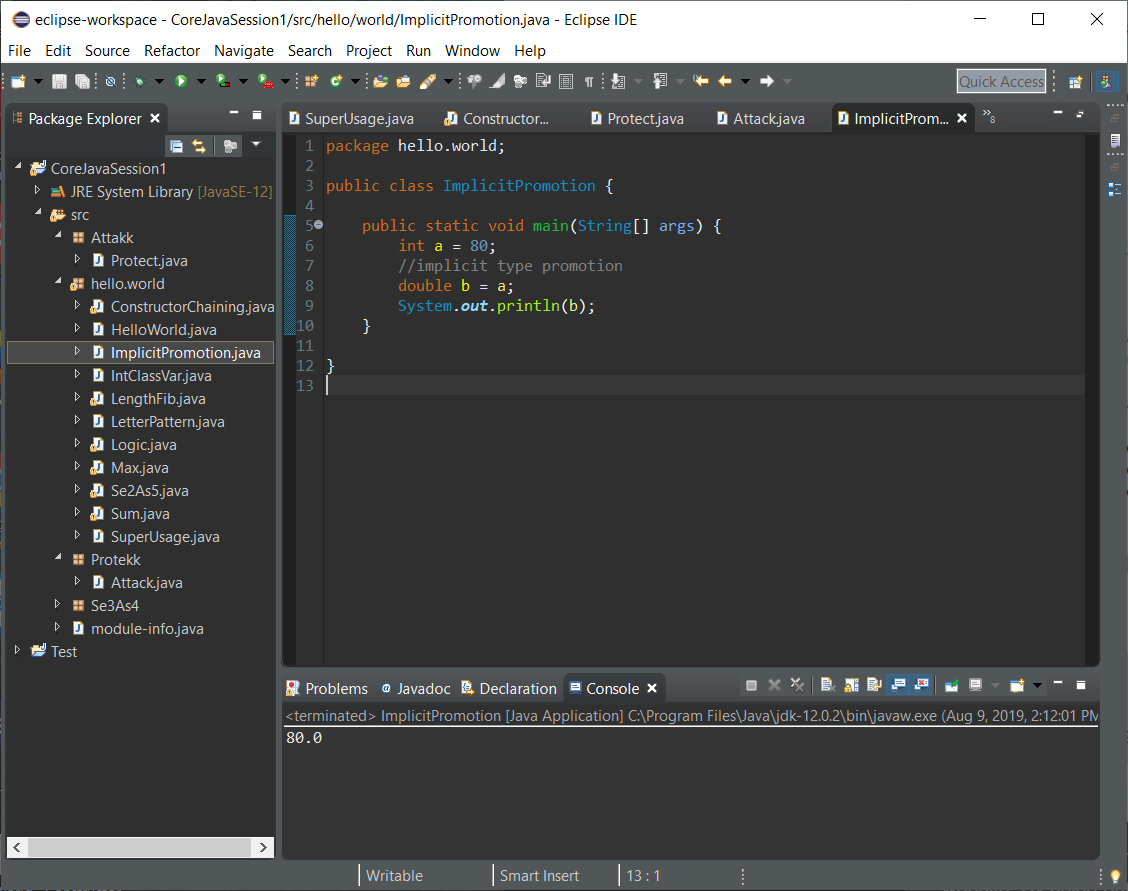 eclipse-workspace - CoreJavaSession1/src/hello/world/ImplicitPromotion.java - Eclipse IDE
File Edit Source Refactor Navigate Search Project Run Window Help
Quick Access
Package Explorer
CoreJavaSession1
JRE System Library [JavaSE-12]
src
Attakk
Protect.java
hello.world
ConstructorChaining.java
HelloWorld.java
ImplicitPromotion.java
IntClassVar.java
LengthFib.java
LetterPattern.java
Logic.java
Max.java
Se2As5.java
Sum.java
SuperUsage.java
Protekk
Attack.java
Se3As4
module-info.java
Test
SuperUsage.java Constructor... Protect.java Attack.java ImplicitProm... »8
1 package hello.world;
2
3 public class ImplicitPromotion {
4
5 public static void main(String[] args) {
6 int a = 80;
7 //implicit type promotion
8 double b = a;
9 System.out.println(b);
10 }
11
12 }
13
Problems @ Javadoc Declaration Console
<terminated> ImplicitPromotion [Java Application] C:\Program Files\Java\jdk-12.0.2\bin\javaw.exe (Aug 9, 2019, 2:12:01 PM
80.0
Writable Smart Insert 13 : 1